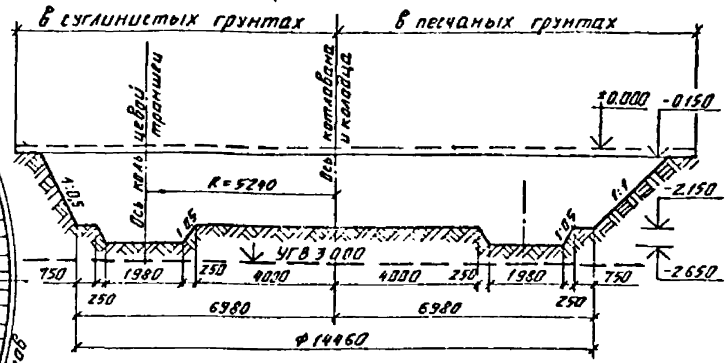 в суглинистых грунтах
в песчаных грунтах
Ось кольцевой
траншеи
Ось котлована
и колодца
±0.000
-0.150
1:0.5
R=5240
1:0.5
1:0.5
1:1
-2.150
УГВ 3.000
-2.650
750
250
1980
250
4000
4000
250
1980
250
750
6980
6980
ф14460